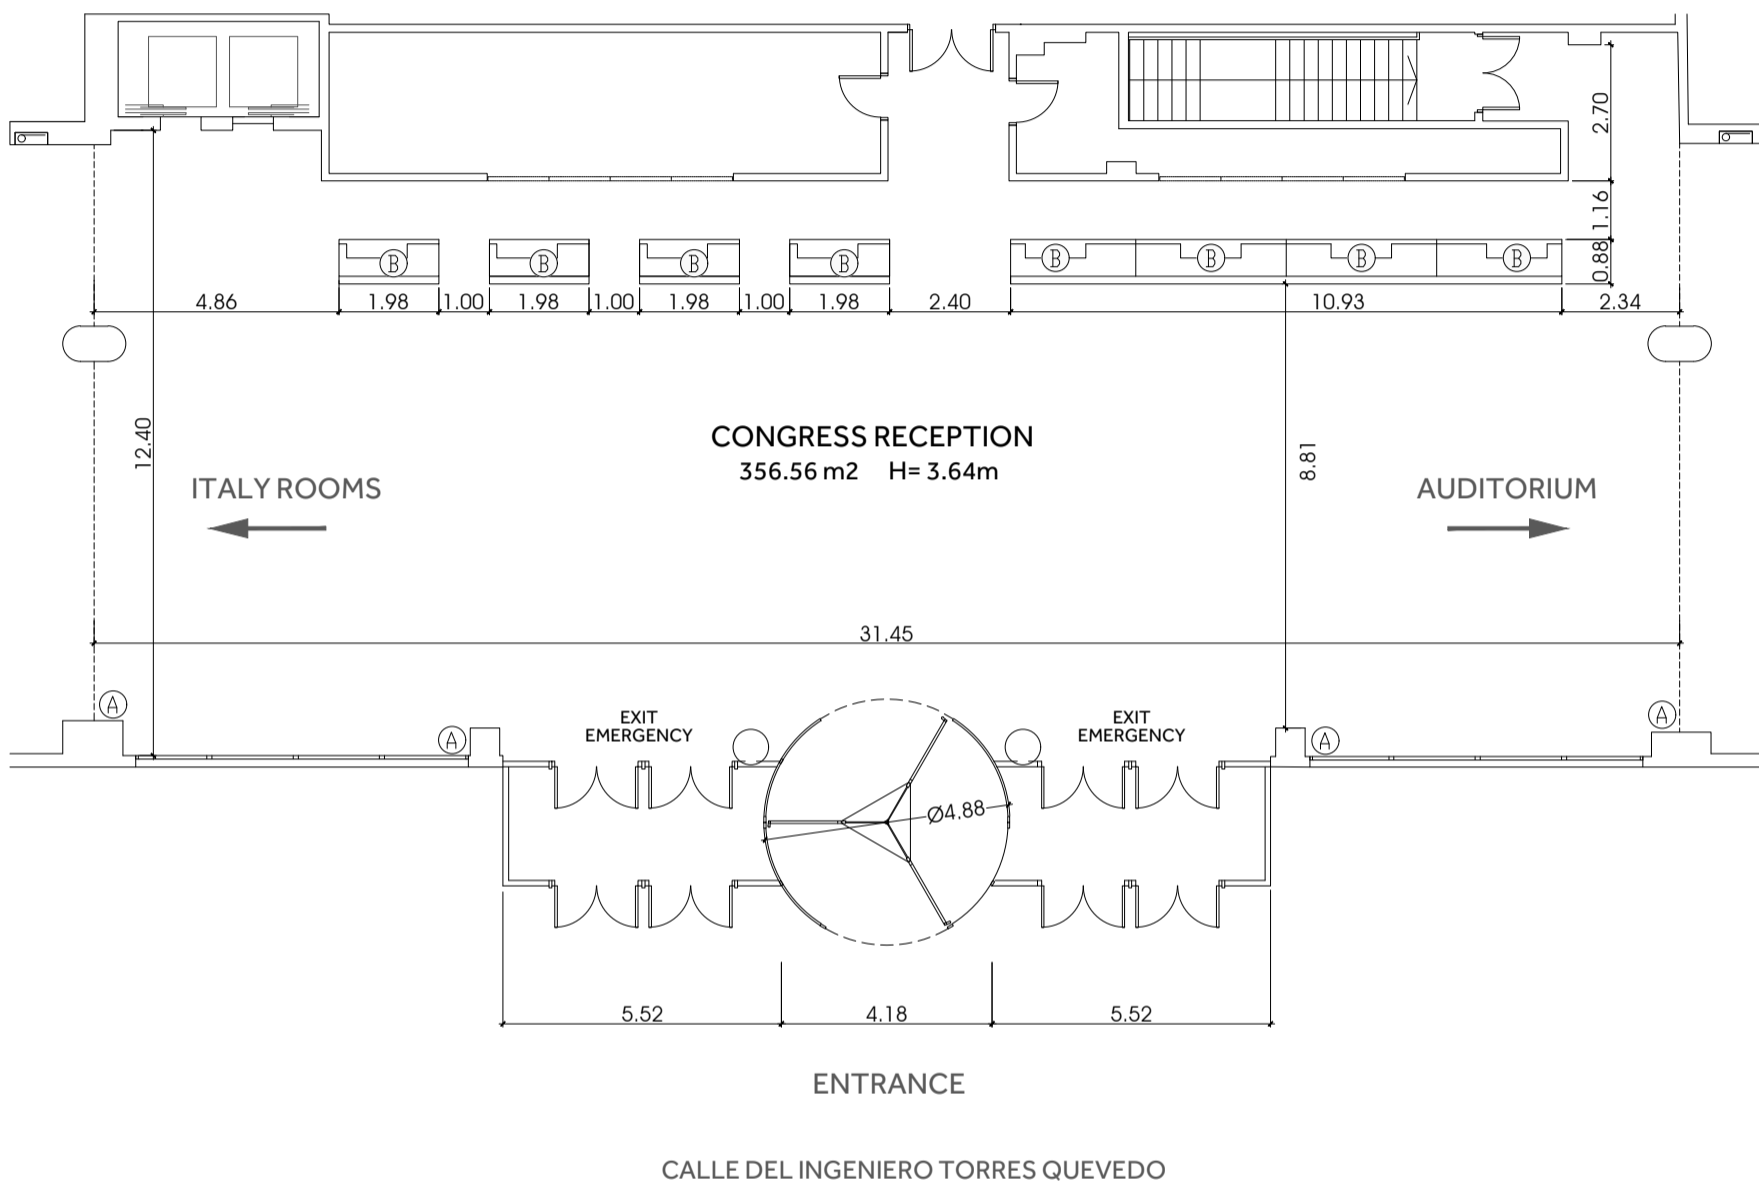 2.70
1.16
0.88
B B B B B B B B
4.86 1.98 1.00 1.98 1.00 1.98 1.00 1.98 2.40 10.93 2.34
12.40
CONGRESS RECEPTION
356.56 m2 H= 3.64m
8.81
ITALY ROOMS
AUDITORIUM
31.45
A
A
EXIT
EMERGENCY
EXIT
EMERGENCY
A
A
Ø4.88
5.52 4.18 5.52
ENTRANCE
CALLE DEL INGENIERO TORRES QUEVEDO